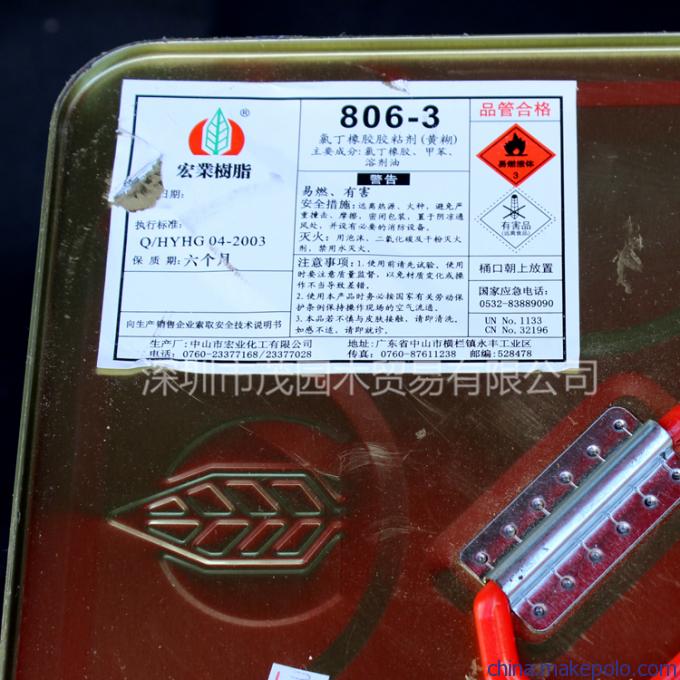 宏業樹脂
®
日期:
执行标准:
Q/HYHG 04-2003
保 质 期:六个月
向生产销售企业索取安全技术说明书
806-3
氯丁橡胶胶粘剂(黄糊)
主要成分:氯丁橡胶、甲苯、
溶剂油
警告
易燃、有害
安全措施:远离热源、火种,避免严
重撞击、摩擦,密闭包装,置于阴凉通
风处,并设有必要的消防设备。
灭火:用泡沫、二氧化碳及干粉灭火
剂,禁用水灭火、
注意事项:1.使用前请先试验、使用
时要注意质量监督,以免材质变化或操
作不当导致差错。
2.使用本产品时务必按国家有关劳动保
护条例保持操作现场的空气流通。
3.本品若不慎与皮肤接触,请即清洗、
如感不适,请即就诊。
品管合格
易燃液体
3
有害品
(远离食品)
桶口朝上放置
国家应急电话:
0532-83889090
UN No.1133
CN No.32196
生产厂:中山市宏业化工有限公司
地址:广东省中山市横栏镇永丰工业区
电话:0760-23377168/23377028
传真:0760-87611238
邮编:528478
深圳市茂园木贸易有限公司
china.makepolo.com